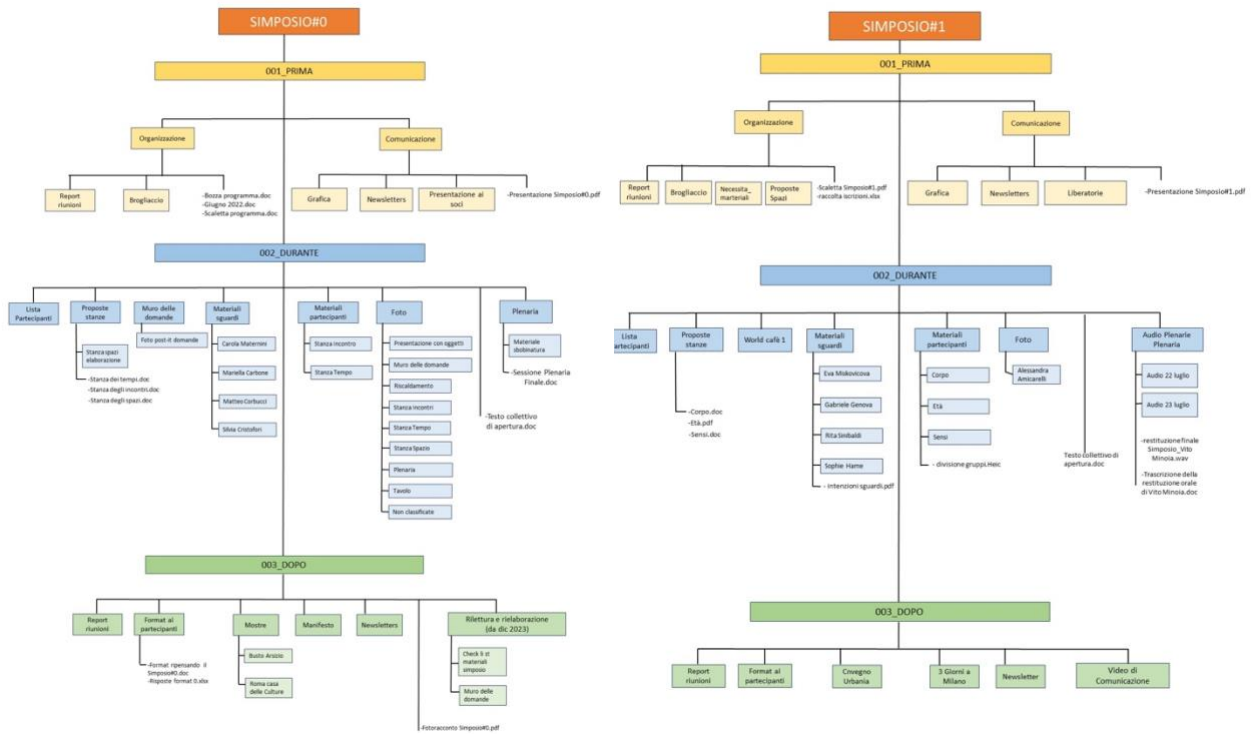 SIMPOSIO#0
001_PRIMA
Organizzazione
Comunicazione
Report
riunioni
Brogliaccio
-Bozza programma.doc
-Giugno 2022.doc
-Scaletta programma.doc
Grafica
Newsletters
Presentazione ai
soci
-Presentazione Simposio#0.pdf
002_DURANTE
Lista
Partecipanti
Proposte
stanze
Stanza spazi
elaborazione
-Stanza dei tempi.doc
-Stanza degli incontri.doc
-Stanza degli spazi.doc
Muro delle
domande
Foto post-it domande
Materiali
sguardi
Carola Maternini
Mariella Carbone
Matteo Corbucci
Silvia Cristofori
Materiali
partecipanti
Stanza incontro
Stanza Tempo
Foto
Presentazione con oggetti
Muro delle domande
Riscaldamento
Stanza incontri
Stanza Tempo
Stanza Spazio
Plenaria
Tavolo
Non classificate
-Testo collettivo
di apertura.doc
Plenaria
Materiale
sbobinatura
-Sessione Plenaria
Finale.doc
003_DOPO
Report
riunioni
Format ai
partecipanti
-Format ripensando il
Simposio#0.doc
-Risposte format 0.xlsx
Mostre
Busto Arsizio
Roma casa
delle Culture
Manifesto
Newsletters
-Fotoracconto Simposio#0.pdf
Rilettura e rielaborazione
(da dic 2023)
Check li st
materiali
simposo
Muro delle
domande
SIMPOSIO#1
001_PRIMA
Organizzazione
Comunicazione
Report
riunioni
Brogliaccio
Necessita_
marteriali
Proposte
Spazi
-Scaletta Simposio#1.pdf
-raccolta iscrizioni.xlsx
Grafica
Newsletters
Liberatorie
-Presentazione Simposio#1.pdf
002_DURANTE
Lista
partecipanti
Proposte
stanze
-Corpo.doc
-Età.pdf
-Sensi.doc
World cafè 1
Materiali
sguardi
Eva Miskovicova
Gabriele Genova
Rita Sinibaldi
Sophie Hame
- intenzioni sguardi.pdf
Materiali
partecipanti
Corpo
Età
Sensi
- divisione gruppi.Heic
Foto
Alessandra
Amicarelli
Testo collettivo di
apertura.doc
Audio Plenarie
Plenaria
Audio 22 luglio
Audio 23 luglio
-restituzione finale
Simposio_Vito
Minoia.wav
-Trascrizione della
restituzione orale
di Vito Minoia.doc
003_DOPO
Report
riunioni
Format ai
partecipanti
Cnvegno
Urbania
3 Giorni a
Milano
Newsletter
Video di
Comunicazione